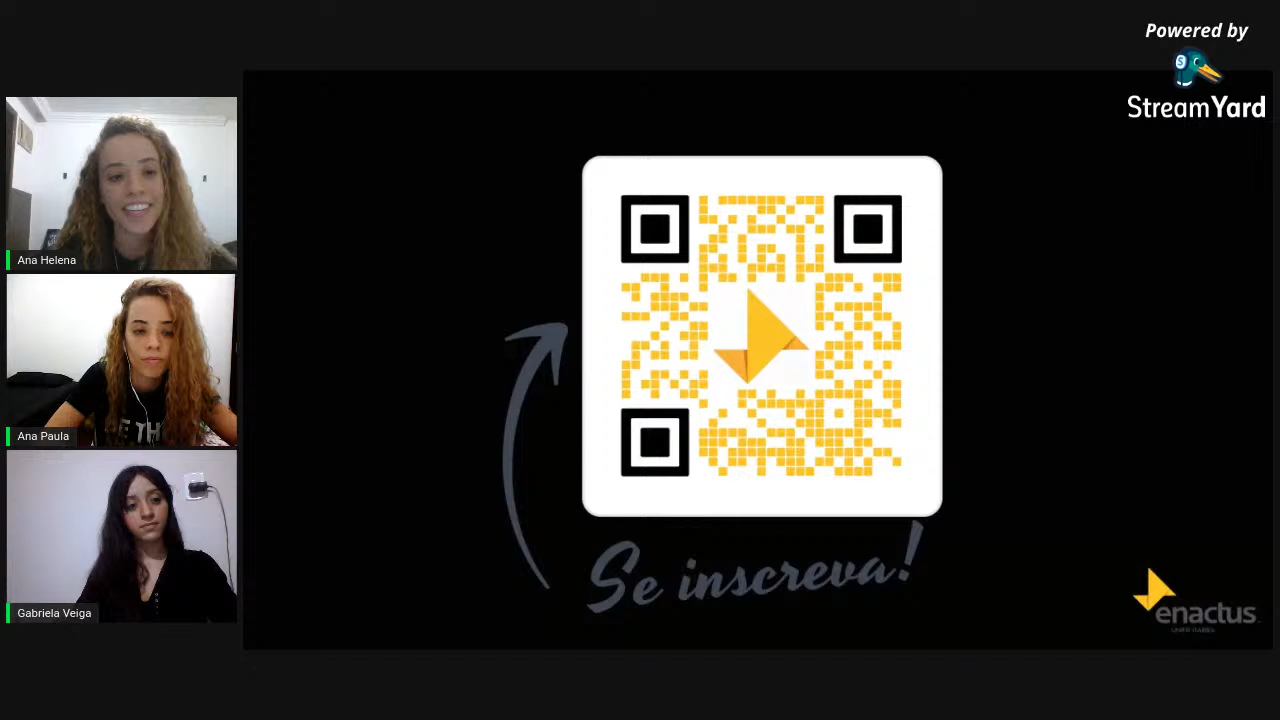 Powered by
StreamYard
Ana Helena
Ana Paula
Gabriela Veiga
Se inscreva!
enactus